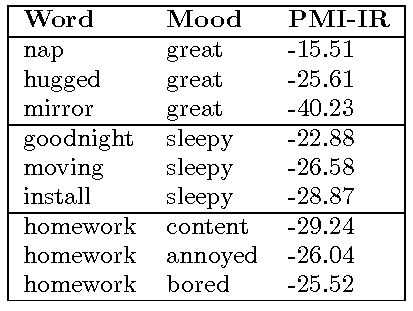 Word Mood PMI-IR
nap great -15.51
hugged great -25.61
mirror great -40.23
goodnight sleepy -22.88
moving sleepy -26.58
install sleepy -28.87
homework content -29.24
homework annoyed -26.04
homework bored -25.52